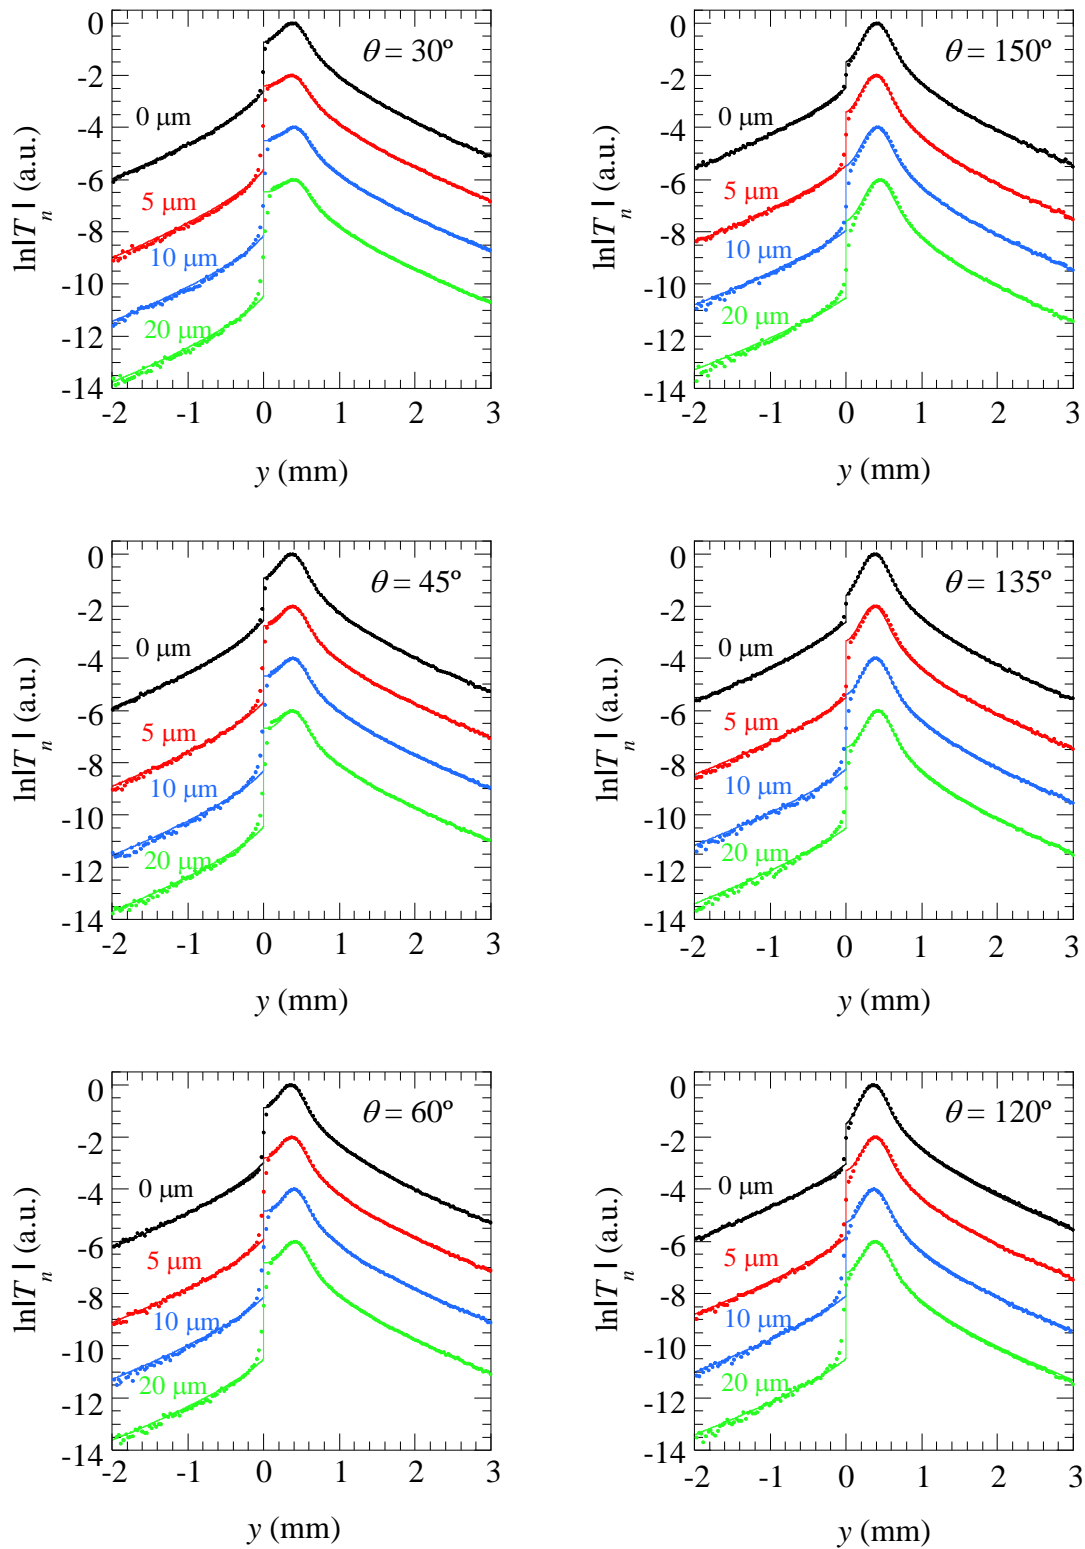 0
-2
-4
-6
-8
-10
-12
-14
-2 -1 0 1 2 3
y (mm)
ln|Tn| (a.u.)
θ = 30º
0 µm
5 µm
10 µm
20 µm
0
-2
-4
-6
-8
-10
-12
-14
-2 -1 0 1 2 3
y (mm)
ln|Tn| (a.u.)
θ = 150º
0 µm
5 µm
10 µm
20 µm
0
-2
-4
-6
-8
-10
-12
-14
-2 -1 0 1 2 3
y (mm)
ln|Tn| (a.u.)
θ = 45º
0 µm
5 µm
10 µm
20 µm
0
-2
-4
-6
-8
-10
-12
-14
-2 -1 0 1 2 3
y (mm)
ln|Tn| (a.u.)
θ = 135º
0 µm
5 µm
10 µm
20 µm
0
-2
-4
-6
-8
-10
-12
-14
-2 -1 0 1 2 3
y (mm)
ln|Tn| (a.u.)
θ = 60º
0 µm
5 µm
10 µm
20 µm
0
-2
-4
-6
-8
-10
-12
-14
-2 -1 0 1 2 3
y (mm)
ln|Tn| (a.u.)
θ = 120º
0 µm
5 µm
10 µm
20 µm